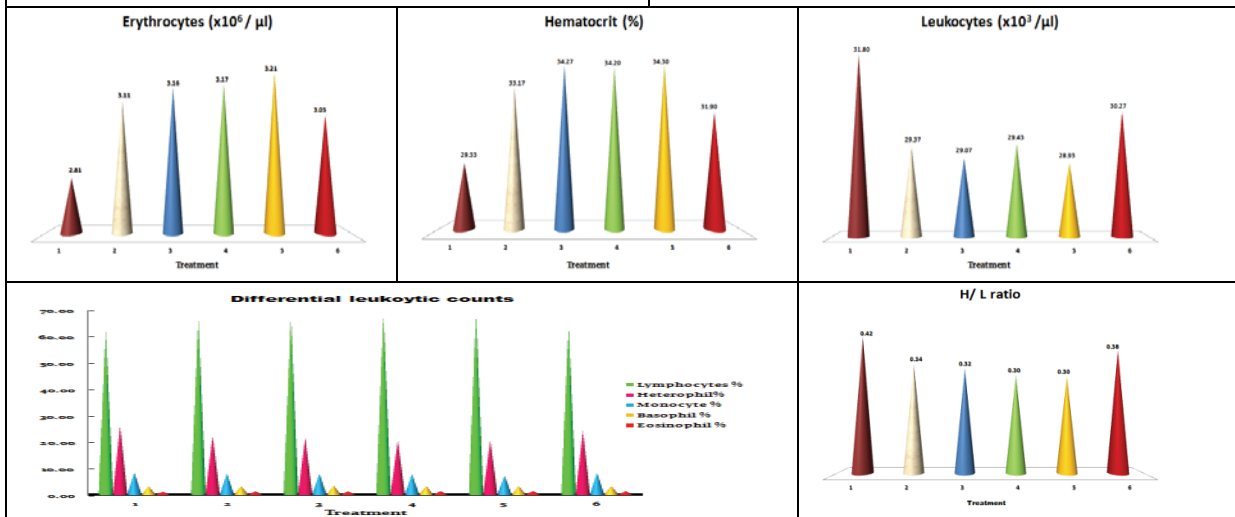 Erythrocytes (x10⁶ / µl)
2.81
3.11
3.16
3.17
3.21
3.05
1 2 3 4 5 6
Treatment
Hematocrit (%)
29.33
33.17
34.27
34.20
34.30
31.90
1 2 3 4 5 6
Treatment
Leukocytes (x10³ /µl)
31.80
29.37
29.07
29.43
28.93
30.27
1 2 3 4 5 6
Treatment
Differential leukoytic counts
70.00
60.00
50.00
40.00
30.00
20.00
10.00
0.00
1 2 3 4 5 6
Treatment
Lymphocytes %
Heterophil%
Monocyte %
Basophil %
Eosinophil %
H/ L ratio
0.42
0.34
0.32
0.30
0.30
0.38
1 2 3 4 5 6
Treatment